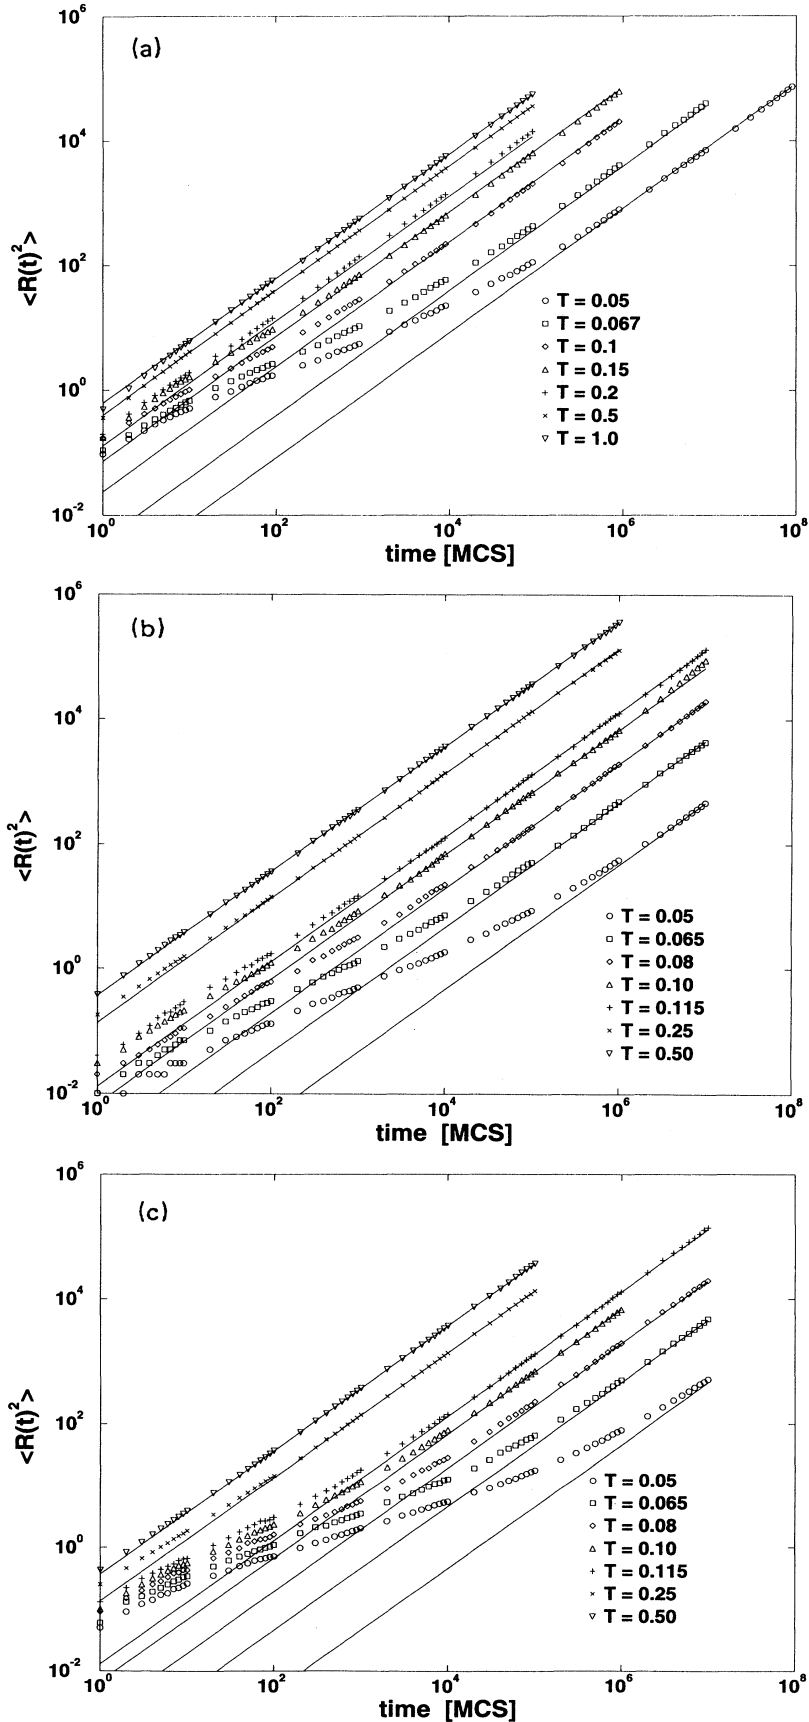 (a)
10^6
10^4
10^2
10^0
10^-2
<R(t)^2>
T = 0.05
T = 0.067
T = 0.1
T = 0.15
T = 0.2
T = 0.5
T = 1.0
10^0 10^2 10^4 10^6 10^8
time [MCS]
(b)
10^6
10^4
10^2
10^0
10^-2
<R(t)^2>
T = 0.05
T = 0.065
T = 0.08
T = 0.10
T = 0.115
T = 0.25
T = 0.50
10^0 10^2 10^4 10^6 10^8
time [MCS]
(c)
10^6
10^4
10^2
10^0
10^-2
<R(t)^2>
T = 0.05
T = 0.065
T = 0.08
T = 0.10
T = 0.115
T = 0.25
T = 0.50
10^0 10^2 10^4 10^6 10^8
time [MCS]